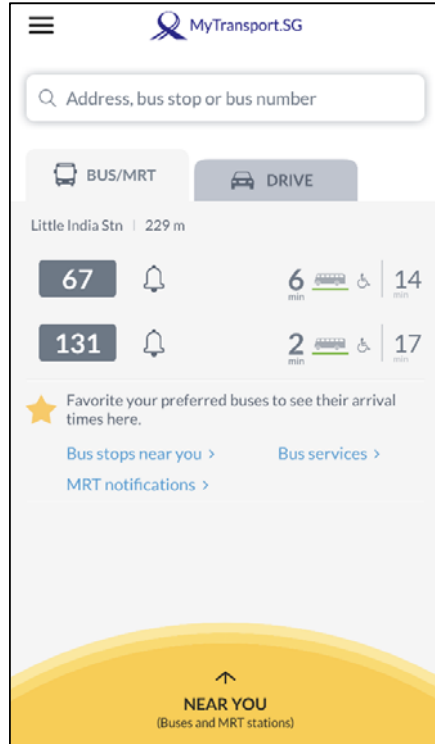 MyTransport.SG
Address, bus stop or bus number
BUS/MRT
DRIVE
Little India Stn | 229 m
67 6 min 14 min
131 2 min 17 min
Favorite your preferred buses to see their arrival
times here.
Bus stops near you > Bus services >
MRT notifications >
NEAR YOU
(Buses and MRT stations)